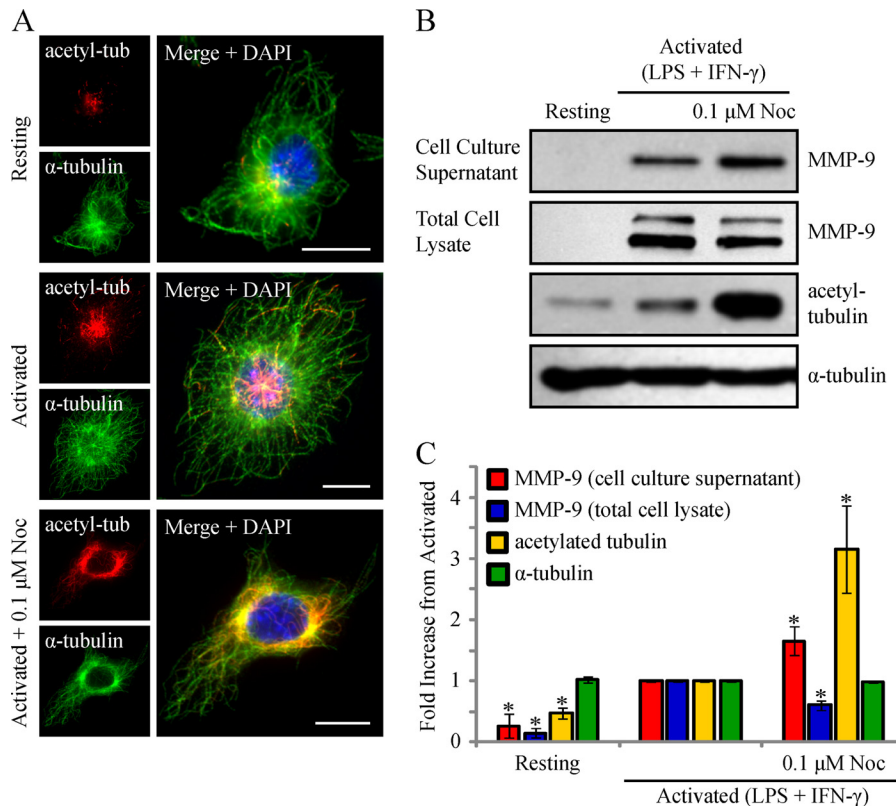 A
Resting
acetyl-tub
α-tubulin
Merge + DAPI
Activated
acetyl-tub
α-tubulin
Merge + DAPI
Activated + 0.1 μM Noc
acetyl-tub
α-tubulin
Merge + DAPI
B
Activated
(LPS + IFN-γ)
Resting
0.1 μM Noc
Cell Culture
Supernatant
MMP-9
Total Cell
Lysate
MMP-9
acetyl-
tubulin
α-tubulin
C
MMP-9 (cell culture supernatant)
MMP-9 (total cell lysate)
acetylated tubulin
α-tubulin
Fold Increase from Activated
4
3
2
1
0
* * *
* * *
Resting
0.1 μM Noc
Activated (LPS + IFN-γ)